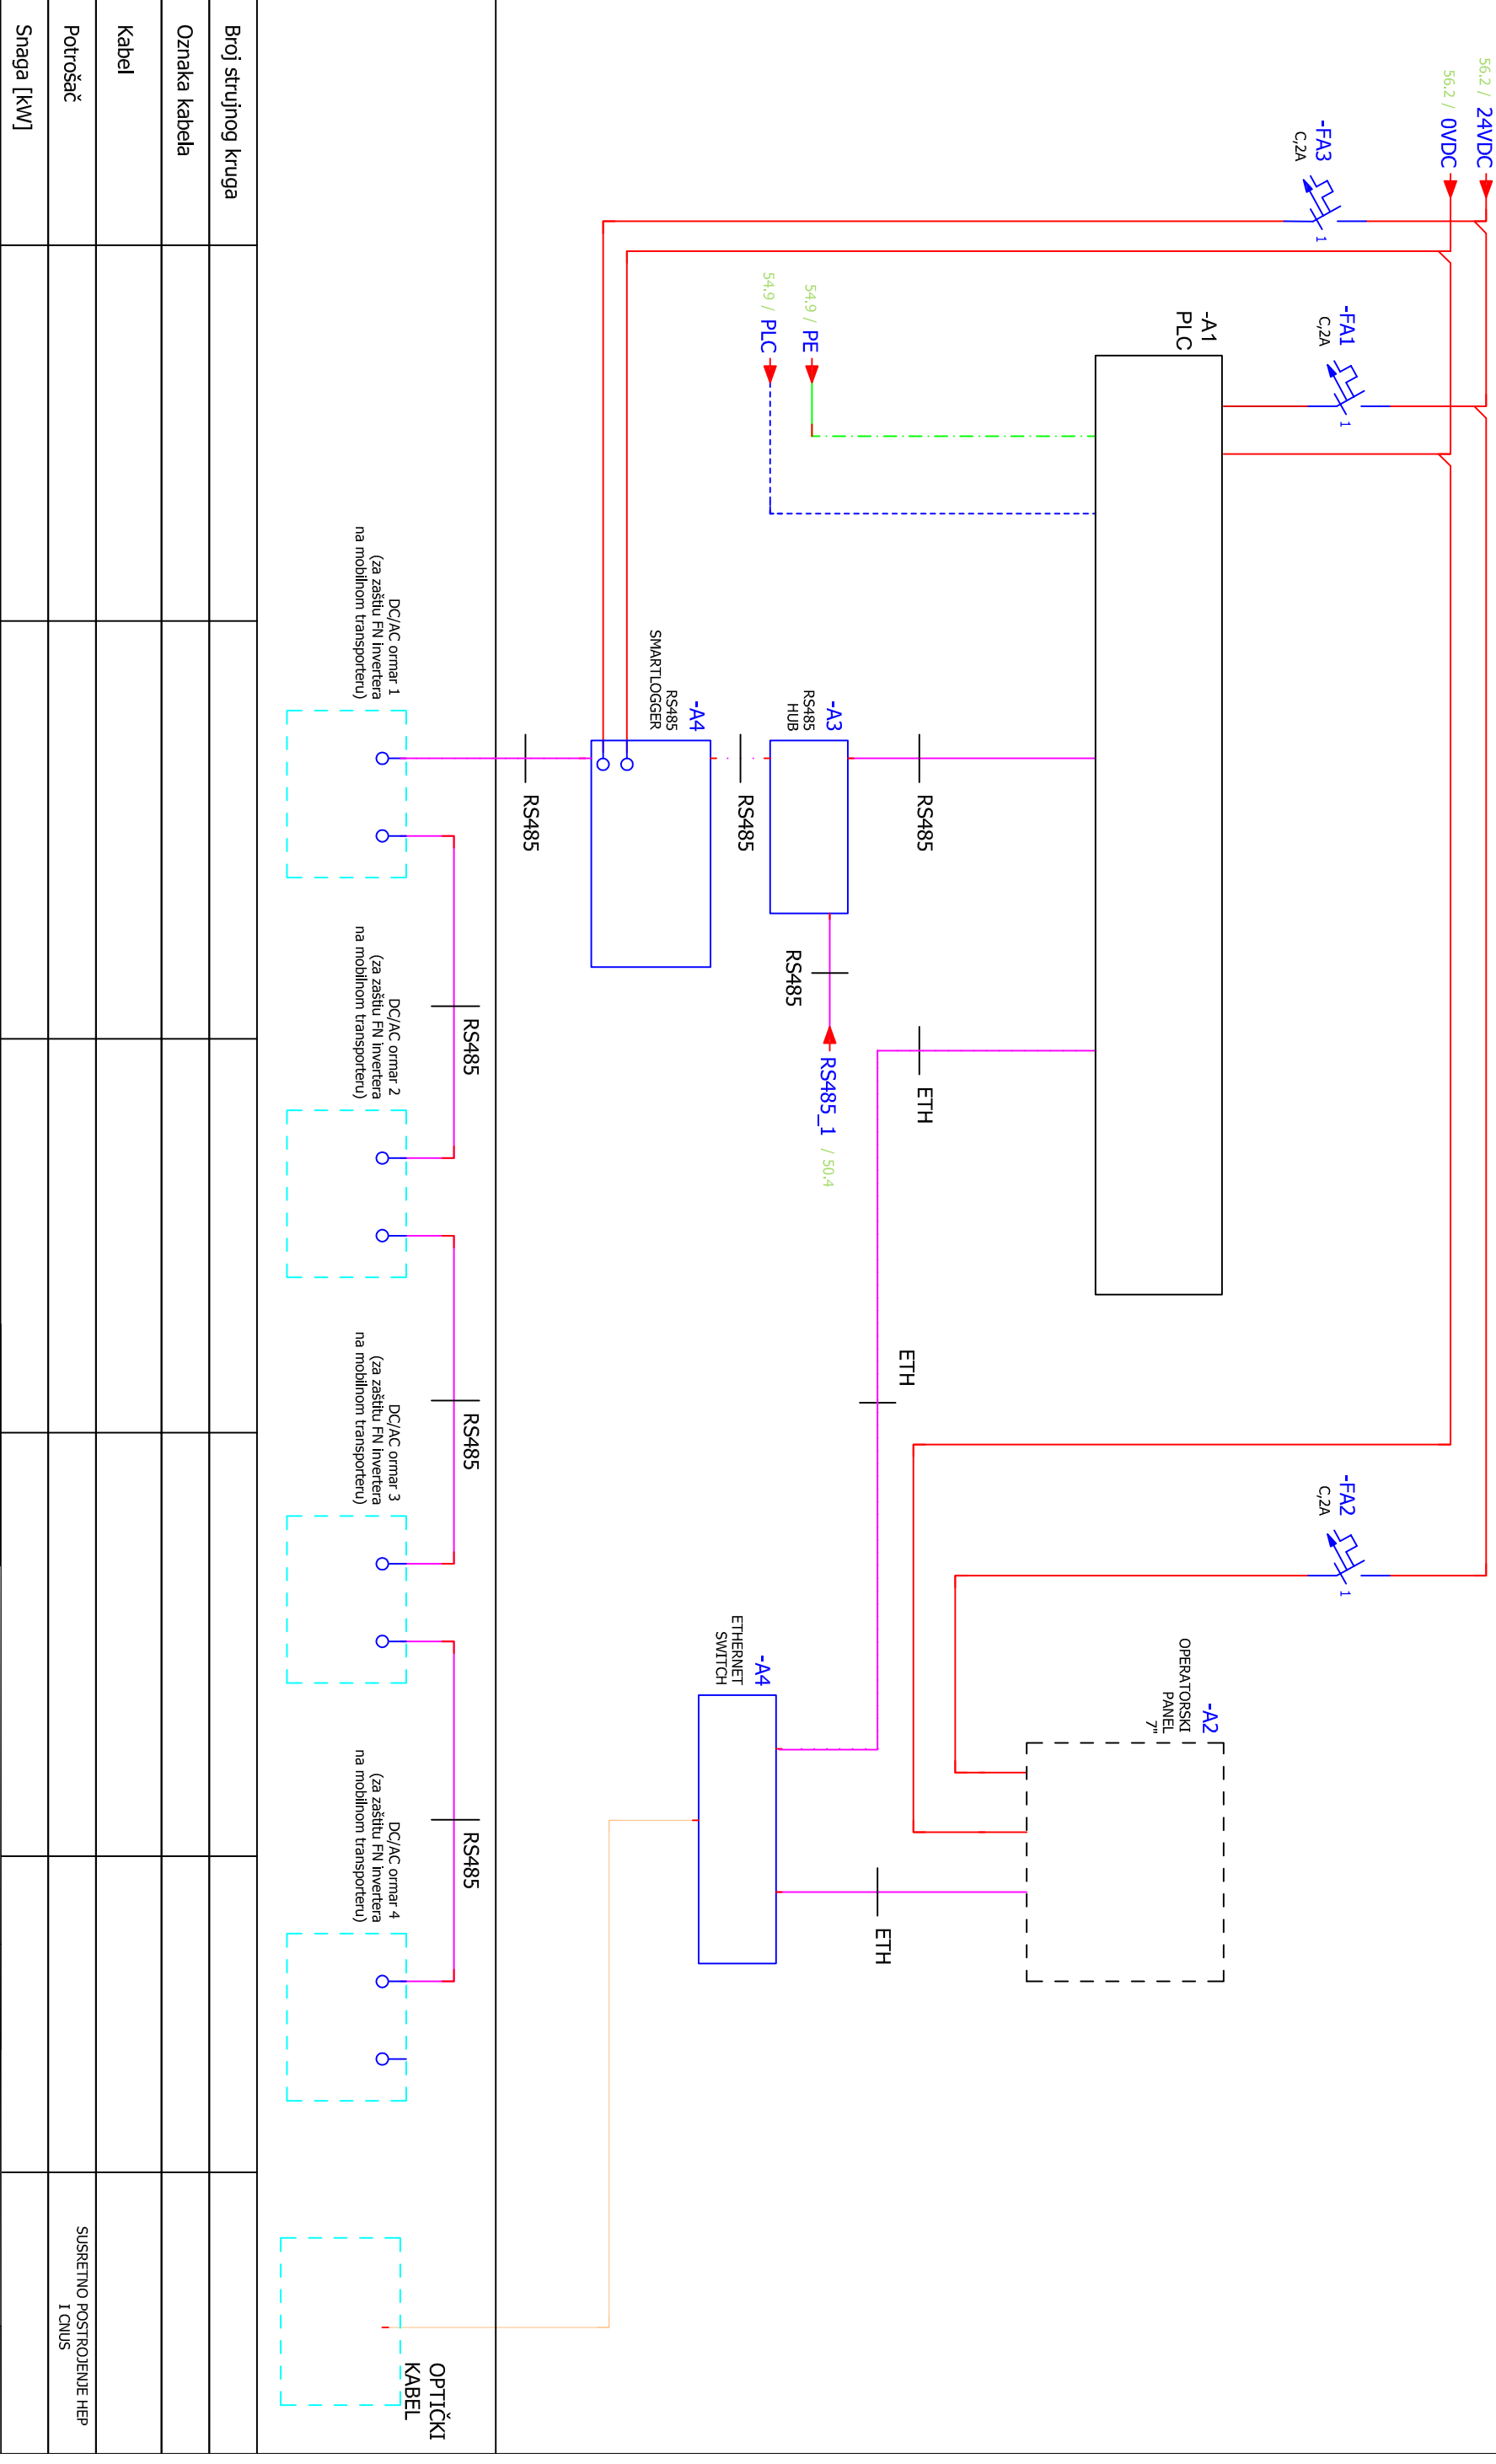 56.2 / 24VDC
56.2 / 0VDC
-FA3
C,2A
1
-FA1
C,2A
1
-FA2
C,2A
1
-A1
PLC
-A2
OPERATORSKI
PANEL
7"
54.9 / PE
54.9 / PLC
RS485
ETH
-A3
RS485
HUB
RS485
RS485_1 / 50.4
ETH
ETH
RS485
-A4
RS485
SMARTLOGGER
-A4
ETHERNET
SWITCH
RS485
RS485
RS485
RS485
OPTIČKI
KABEL
DC/AC ormar 1
(za zaštiu FN invertera
na mobilnom transporteru)
DC/AC ormar 2
(za zaštiu FN invertera
na mobilnom transporteru)
DC/AC ormar 3
(za zaštitu FN invertera
na mobilnom transporteru)
DC/AC ormar 4
(za zaštitu FN invertera
na mobilnom transporteru)
Broj strujnog kruga
Oznaka kabela
Kabel
Potrošač
SUSRETNO POSTROJENJE HEP
I CNUS
Snaga [kW]